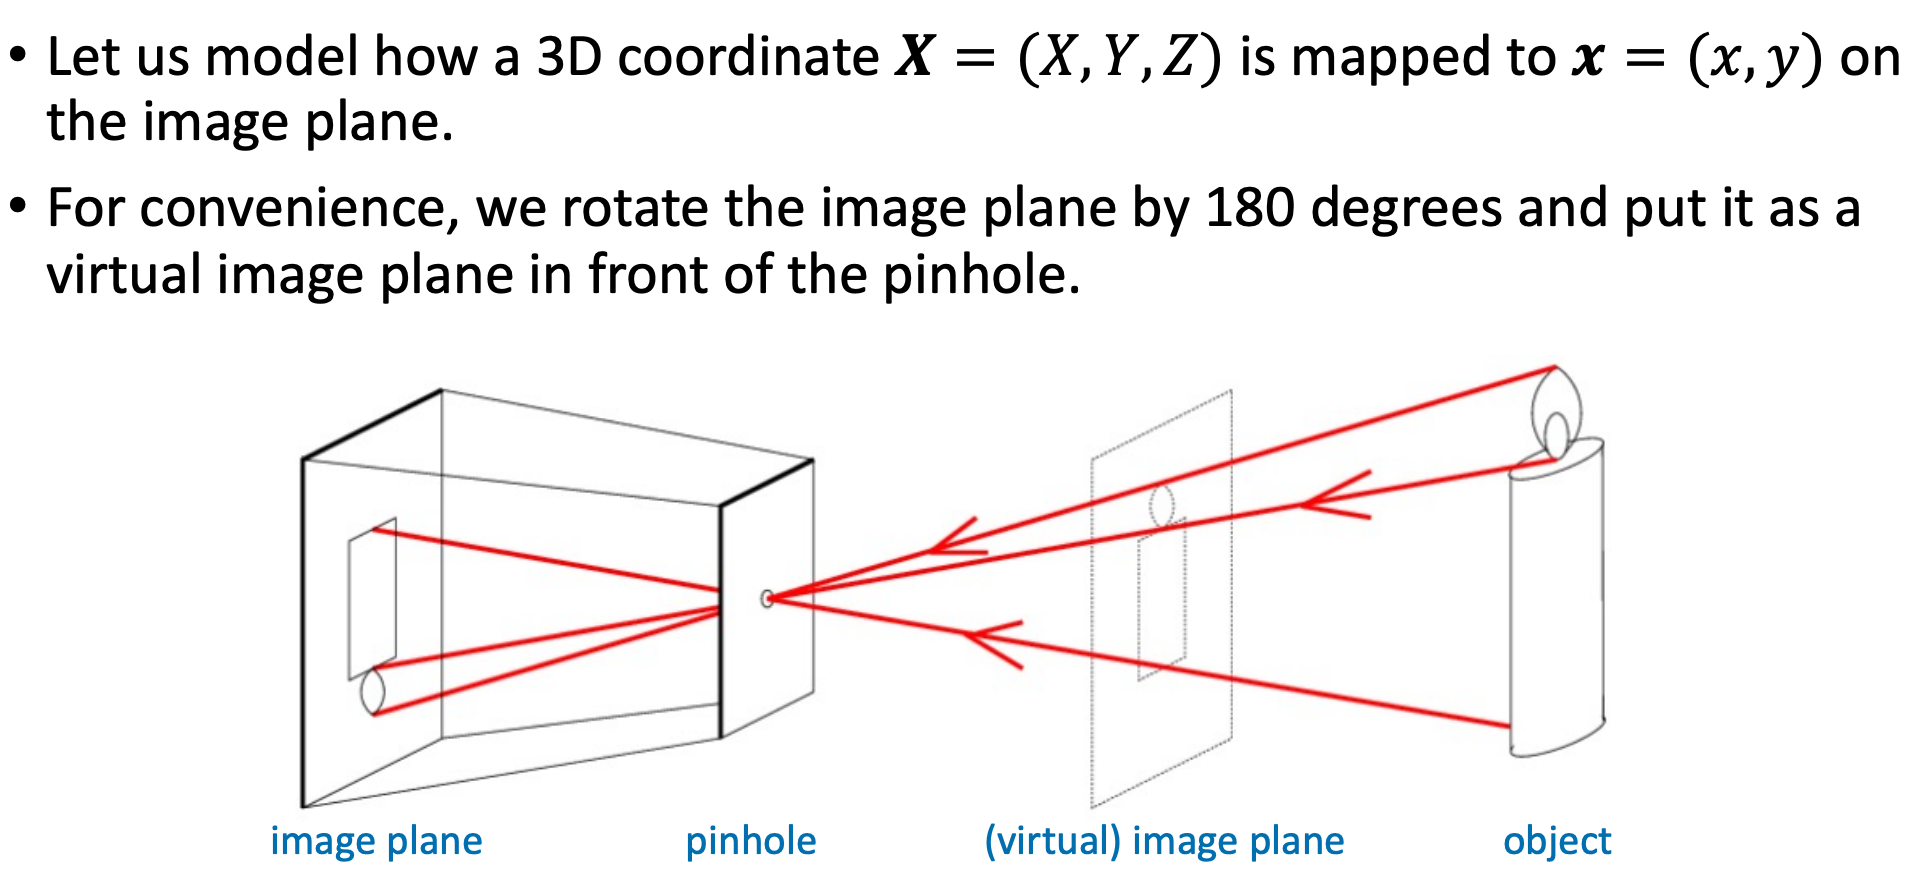 • Let us model how a 3D coordinate 𝑿 = (𝑋, 𝑌, 𝑍) is mapped to 𝒙 = (𝑥, 𝑦) on
the image plane.
• For convenience, we rotate the image plane by 180 degrees and put it as a
virtual image plane in front of the pinhole.
image plane pinhole (virtual) image plane object